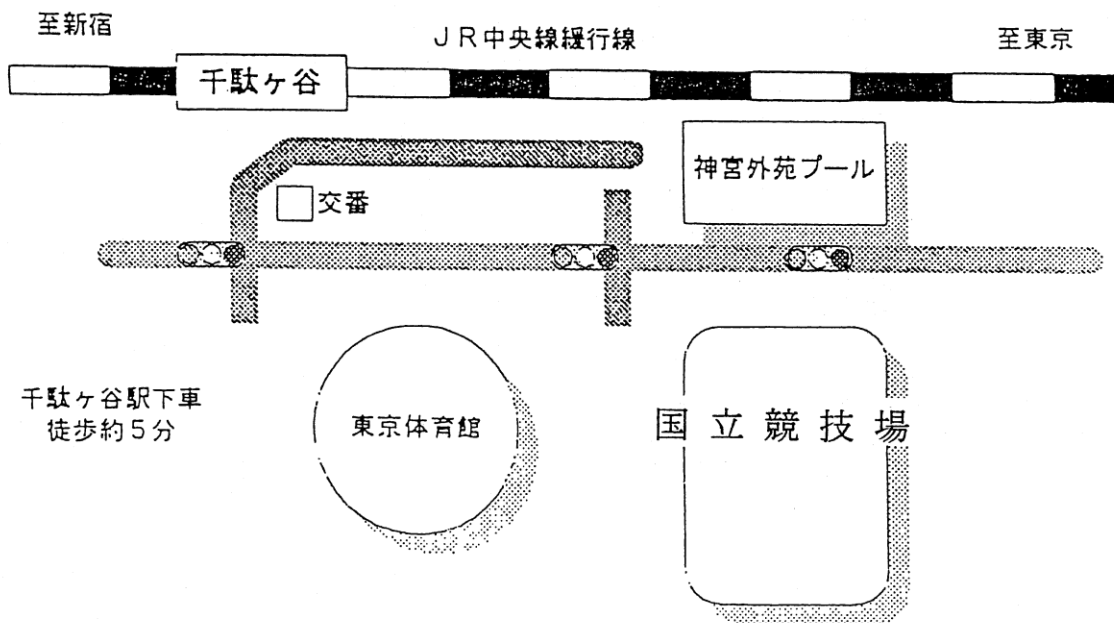 至新宿
JR中央線緩行線
至東京
千駄ヶ谷
神宮外苑プール
交番
千駄ヶ谷駅下車
徒歩約5分
東京体育館
国立競技場